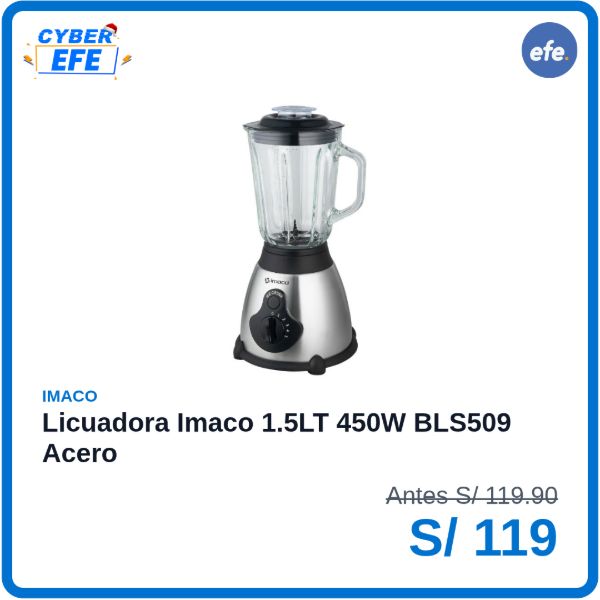 CYBER
EFE
efe.
imaco
IMACO
Licuadora Imaco 1.5LT 450W BLS509
Acero
Antes S/ 119.90
S/ 119